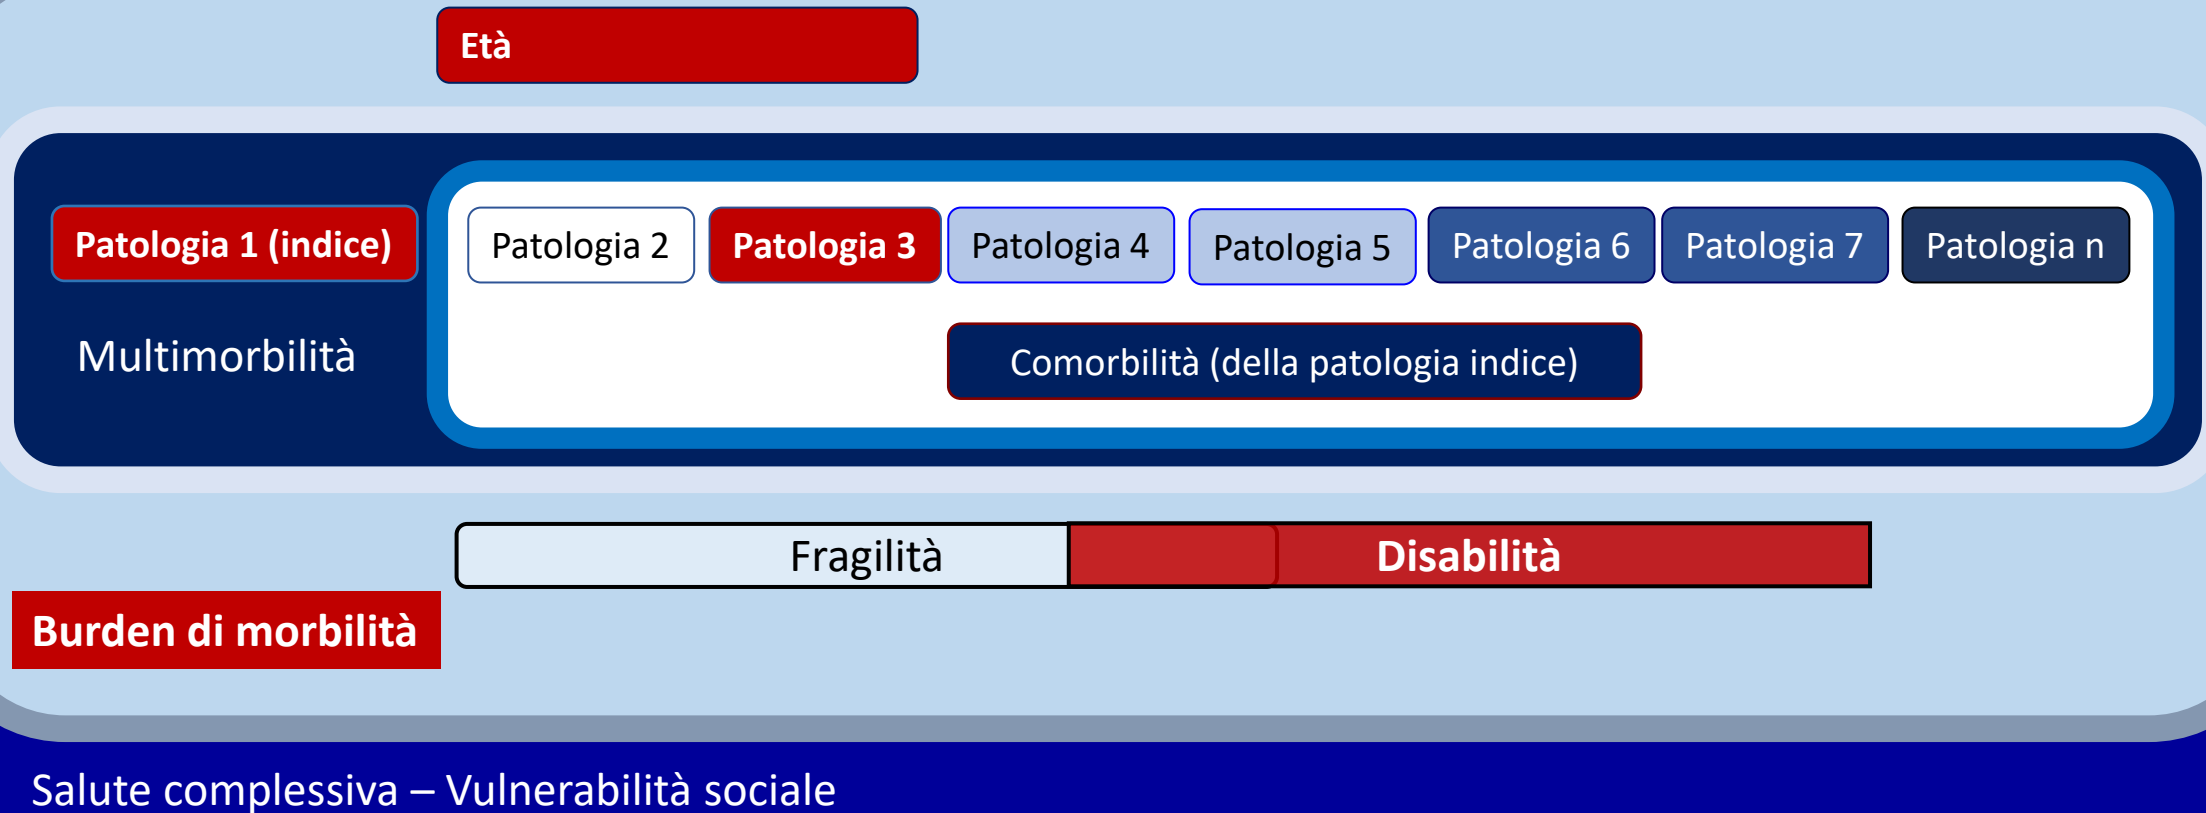 Età
Patologia 1 (indice)
Patologia 2
Patologia 3
Patologia 4
Patologia 5
Patologia 6
Patologia 7
Patologia n
Multimorbilità
Comorbilità (della patologia indice)
Fragilità
Disabilità
Burden di morbilità
Salute complessiva – Vulnerabilità sociale